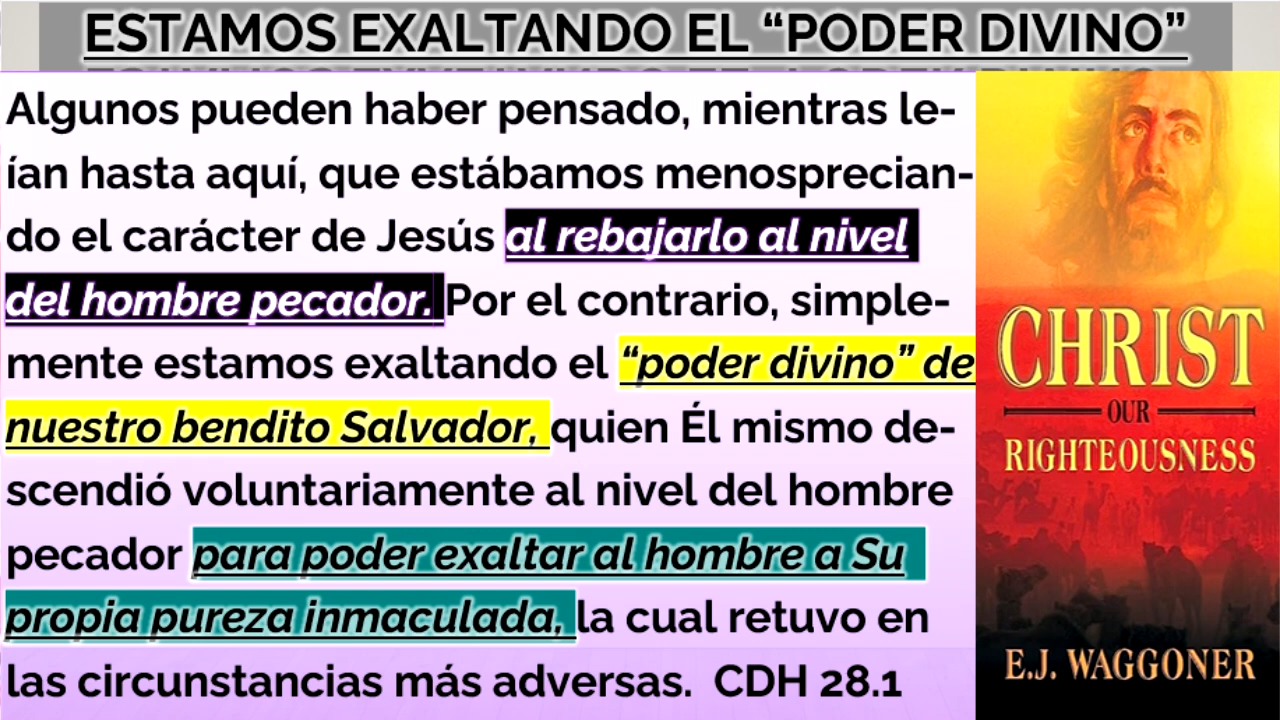 ESTAMOS EXALTANDO EL “PODER DIVINO”
Algunos pueden haber pensado, mientras le-
ían hasta aquí, que estábamos menosprecian-
do el carácter de Jesús al rebajarlo al nivel
del hombre pecador. Por el contrario, simple-
mente estamos exaltando el “poder divino” de
nuestro bendito Salvador, quien Él mismo de-
scendió voluntariamente al nivel del hombre
pecador para poder exaltar al hombre a Su
propia pureza inmaculada, la cual retuvo en
las circunstancias más adversas. CDH 28.1
CHRIST
OUR
RIGHTEOUSNESS
E.J. WAGGONER